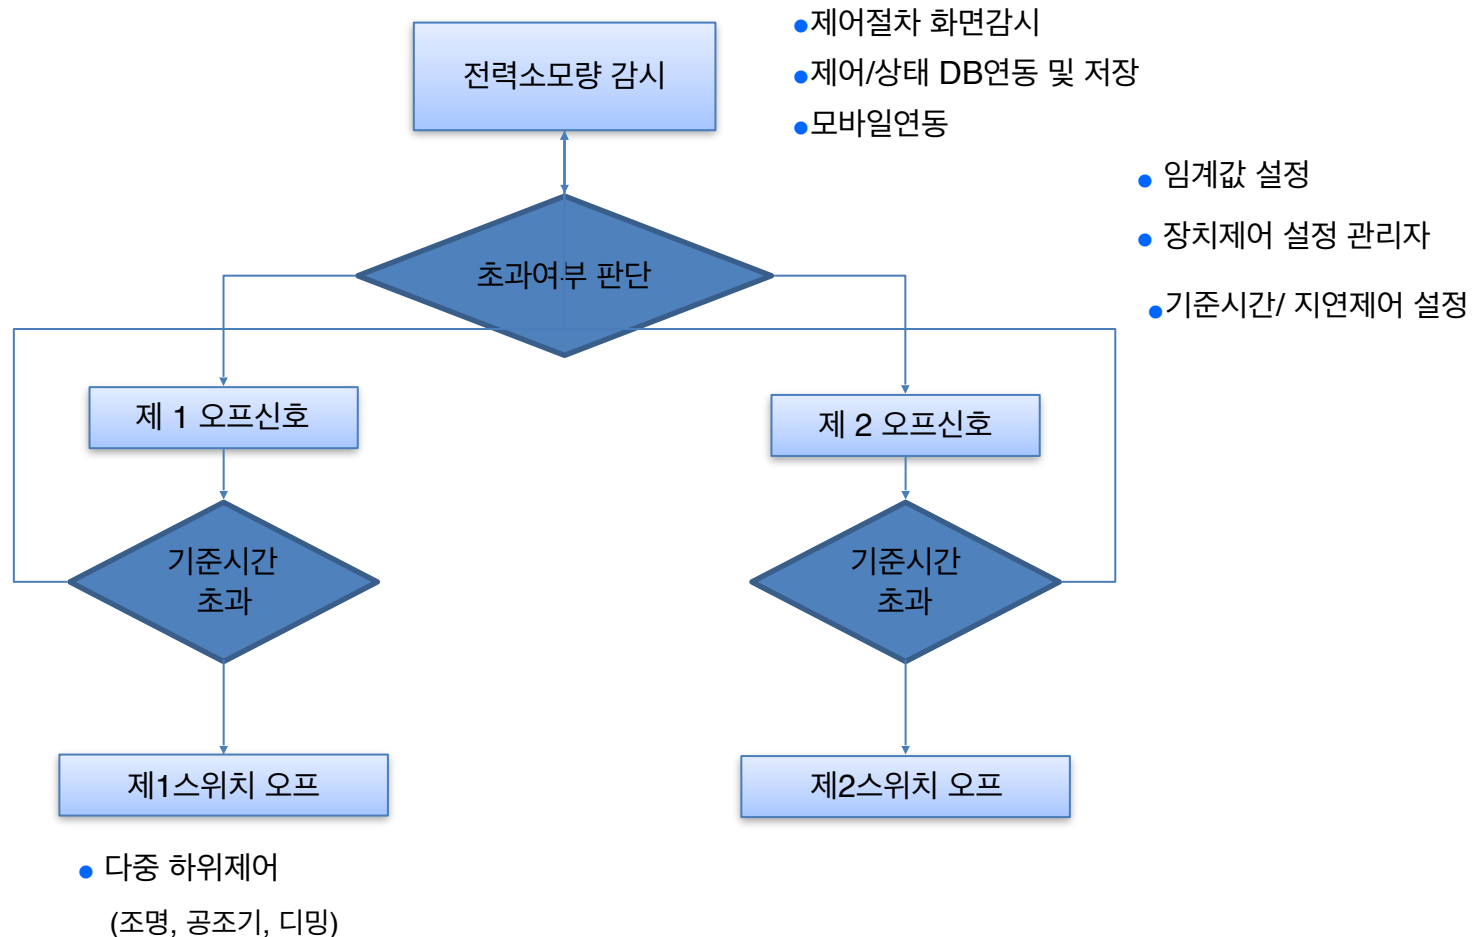 전력소모량 감시
제어절차 화면감시
제어/상태 DB연동 및 저장
모바일연동
임계값 설정
장치제어 설정 관리자
기준시간/ 지연제어 설정
초과여부 판단
제 1 오프신호
제 2 오프신호
기준시간
초과
기준시간
초과
제1스위치 오프
제2스위치 오프
다중 하위제어
(조명, 공조기, 디밍)